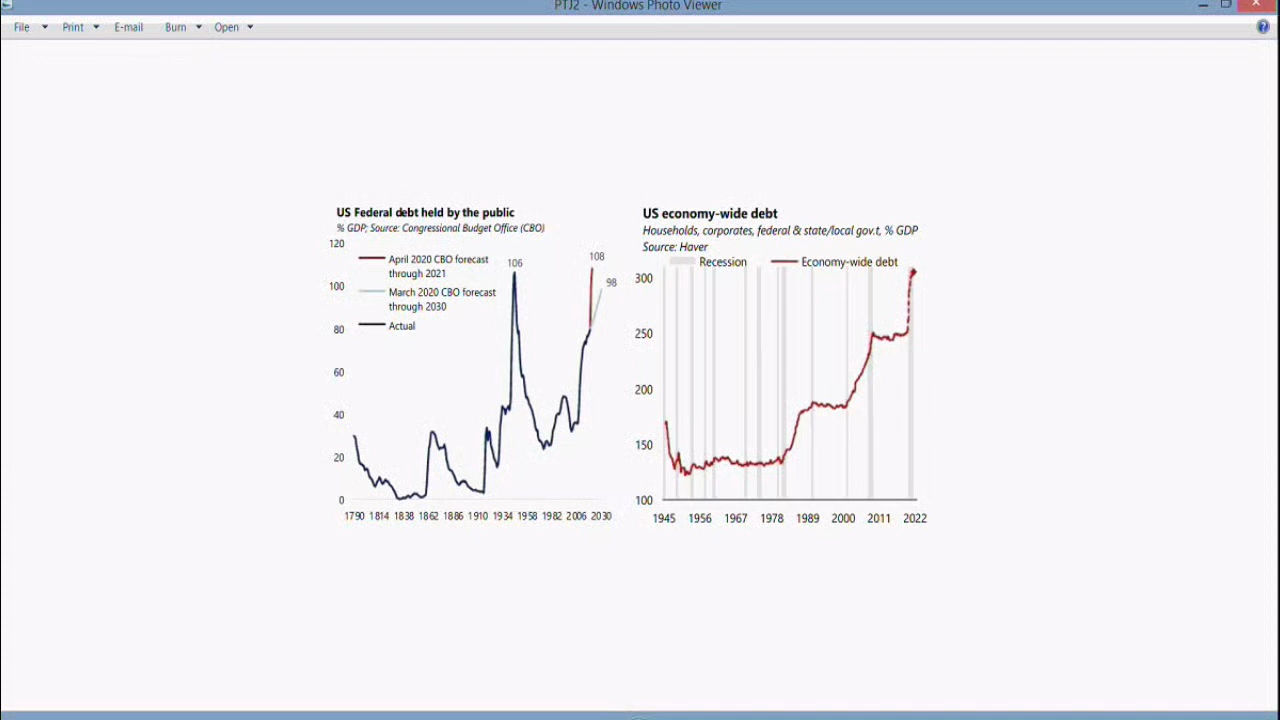 PTJ2 - Windows Photo Viewer
File Print E-mail Burn Open
US Federal debt held by the public
% GDP; Source: Congressional Budget Office (CBO)
120
100
80
60
40
20
0
April 2020 CBO forecast
through 2021
March 2020 CBO forecast
through 2030
Actual
106
108
98
1790 1814 1838 1862 1886 1910 1934 1958 1982 2006 2030
US economy-wide debt
Households, corporates, federal & state/local gov.t, % GDP
Source: Haver
Recession Economy-wide debt
300
250
200
150
100
1945 1956 1967 1978 1989 2000 2011 2022